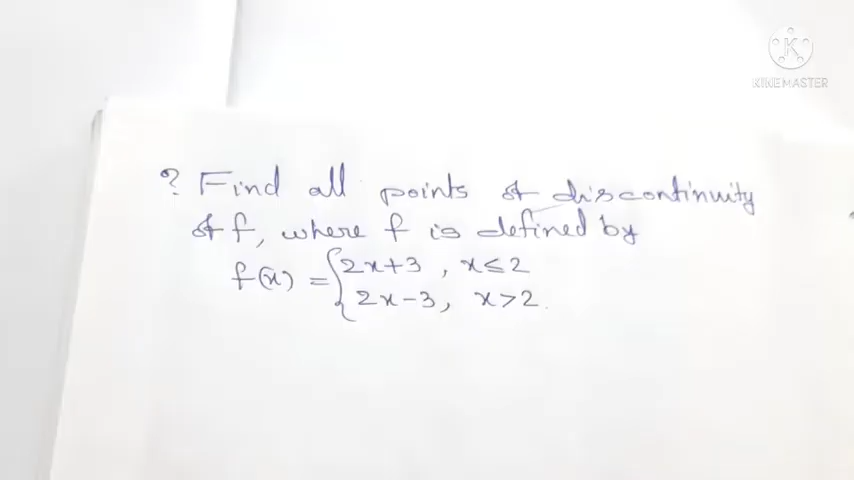 K
KINEMASTER
? Find all points of discontinuity
of f, where f is defined by
f(x) = { 2x+3 , x≤2
2x-3, x>2.